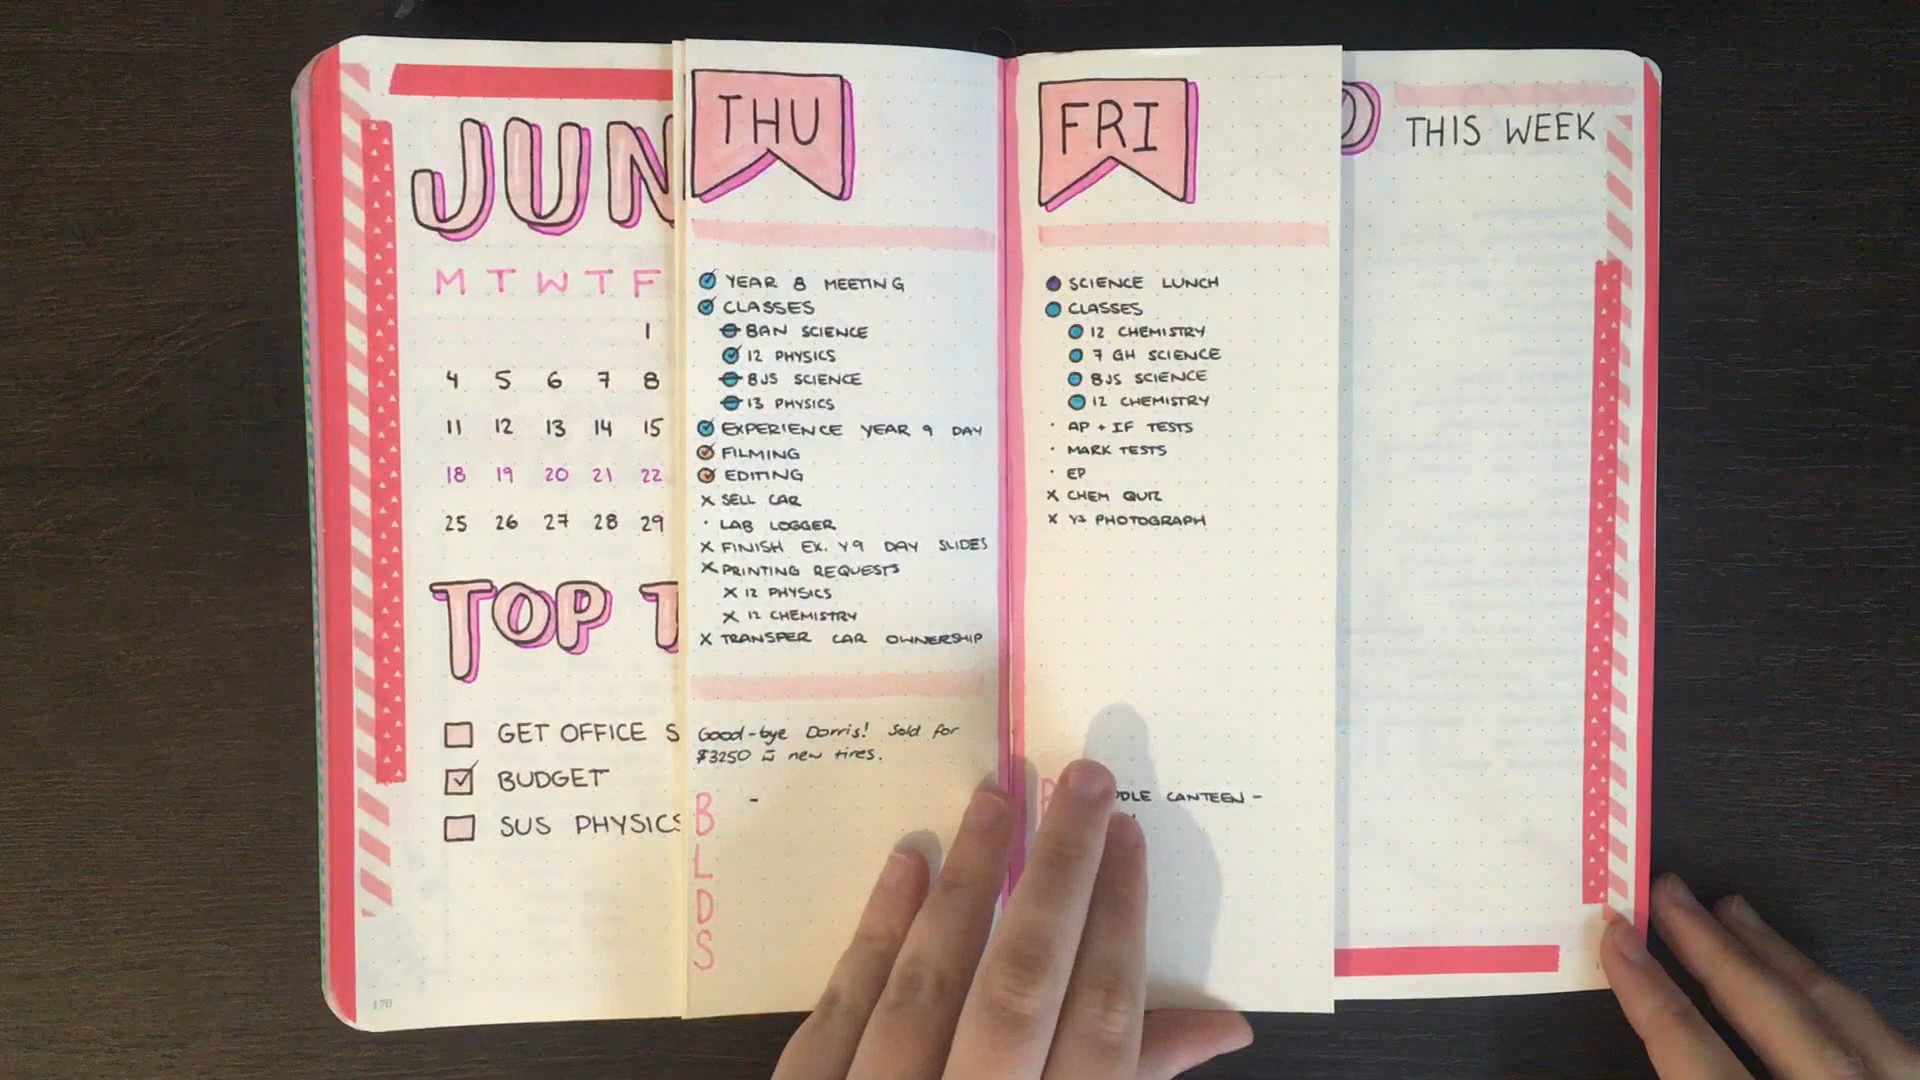 JUN
M T W T F
1
4 5 6 7 8
11 12 13 14 15
18 19 20 21 22
25 26 27 28 29
TOP T
GET OFFICE S
BUDGET
SUS PHYSICS
170
THU
YEAR 8 MEETING
CLASSES
8AN SCIENCE
12 PHYSICS
8JS SCIENCE
13 PHYSICS
EXPERIENCE YEAR 9 DAY
FILMING
EDITING
X SELL CAR
· LAB LOGGER
X FINISH EX. Y9 DAY SLIDES
X PRINTING REQUESTS
X 12 PHYSICS
X 12 CHEMISTRY
X TRANSFER CAR OWNERSHIP
Good-bye Dorris! Sold for
$3250 new tires.
B -
L
D
S
FRI
SCIENCE LUNCH
CLASSES
12 CHEMISTRY
7 GH SCIENCE
8JS SCIENCE
12 CHEMISTRY
· AP + IF TESTS
· MARK TESTS
· EP
X CHEM QUIZ
X Y7 PHOTOGRAPH
CANTEEN -
THIS WEEK